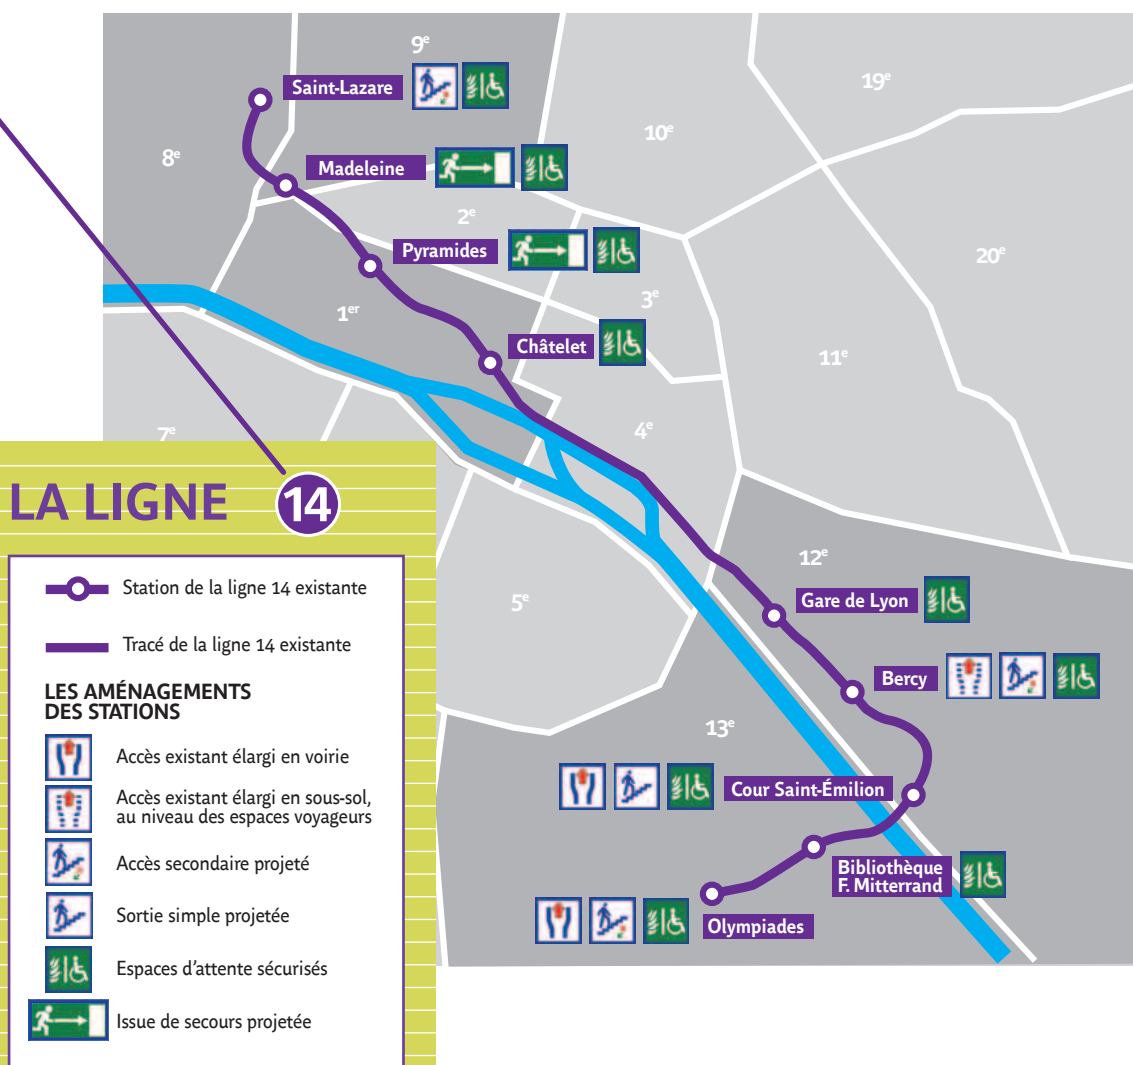 9e
19e
Saint-Lazare
10e
8e
Madeleine
2e
Pyramides
20e
3e
1er
Châtelet
11e
7e
4e
LA LIGNE 14
12e
Station de la ligne 14 existante
Gare de Lyon
5e
Tracé de la ligne 14 existante
Bercy
LES AMÉNAGEMENTS
DES STATIONS
13e
Accès existant élargi en voirie
Cour Saint-Émilion
Accès existant élargi en sous-sol,
au niveau des espaces voyageurs
Accès secondaire projeté
Bibliothèque
F. Mitterrand
Sortie simple projetée
Olympiades
Espaces d'attente sécurisés
Issue de secours projetée